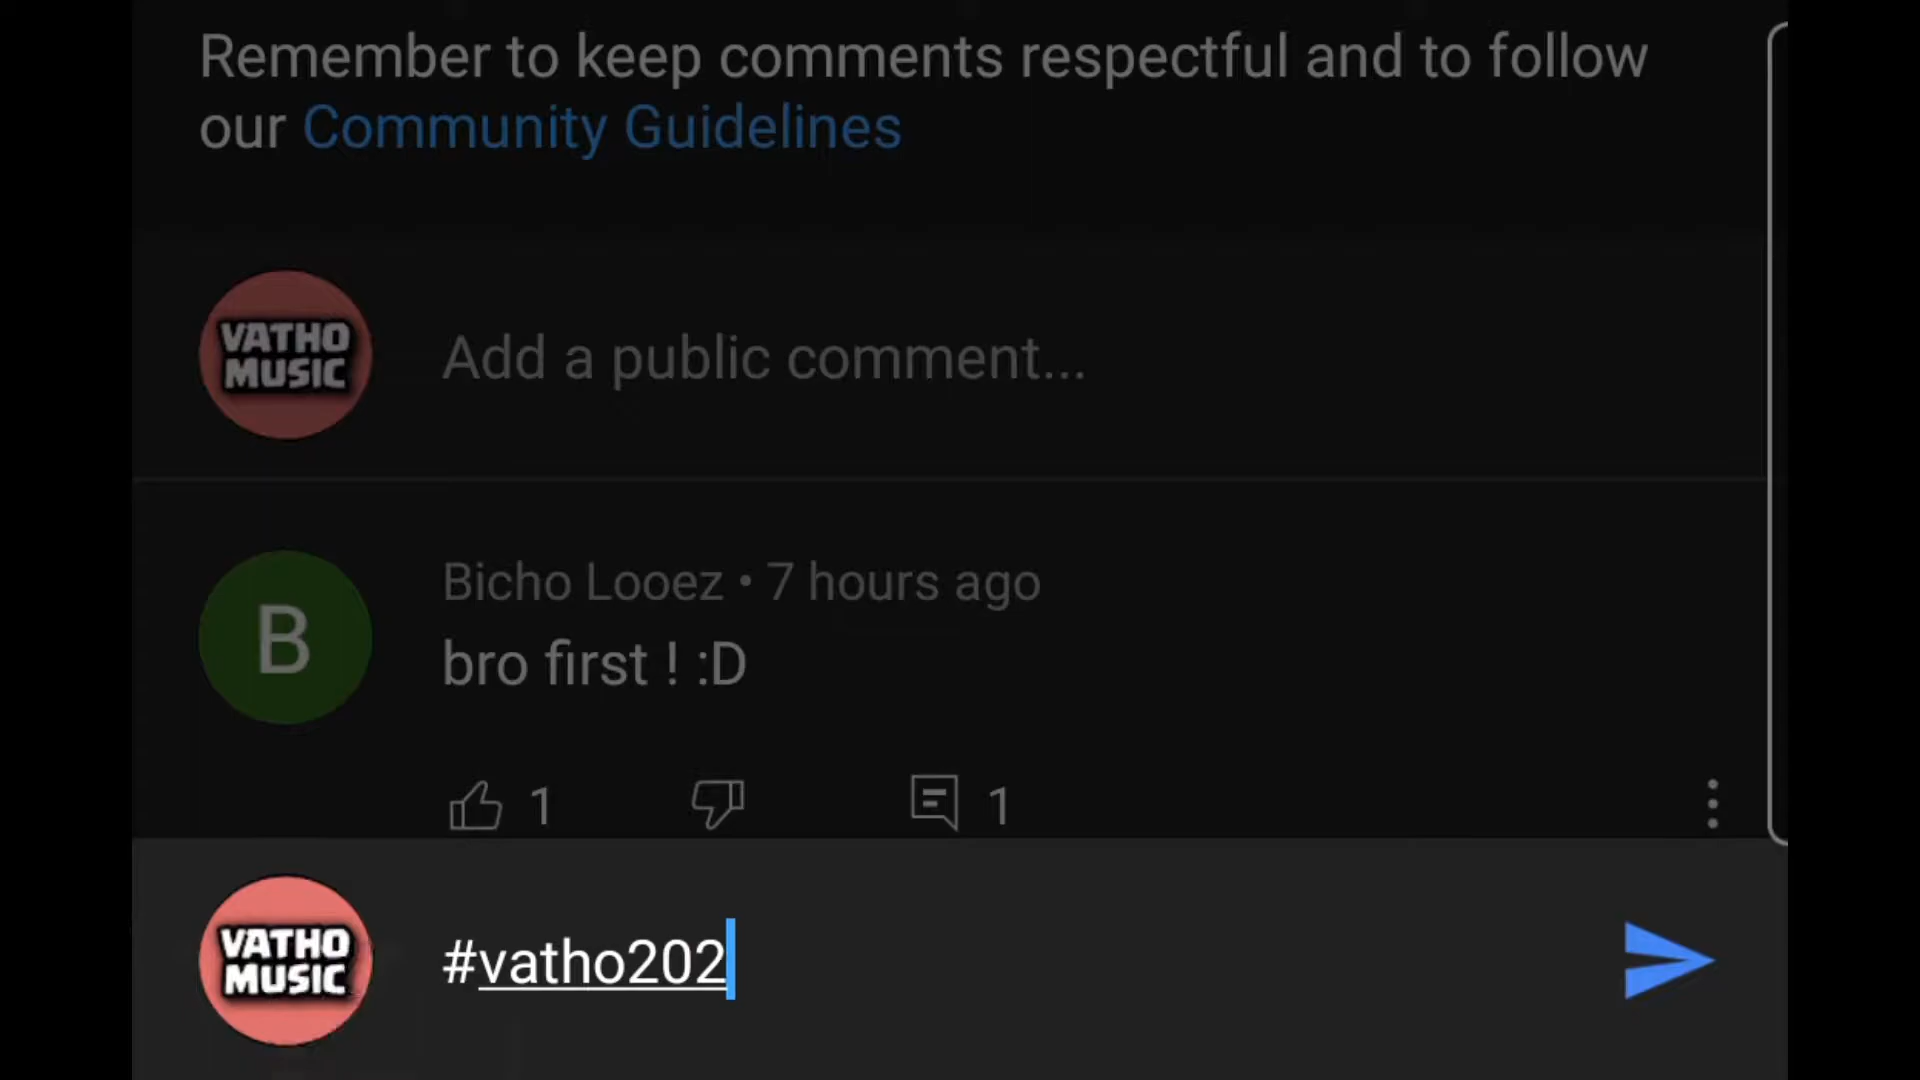 Remember to keep comments respectful and to follow
our Community Guidelines
VATHO
MUSIC
Add a public comment...
B
Bicho Looez • 7 hours ago
bro first ! :D
1
1
VATHO
MUSIC
#vatho202